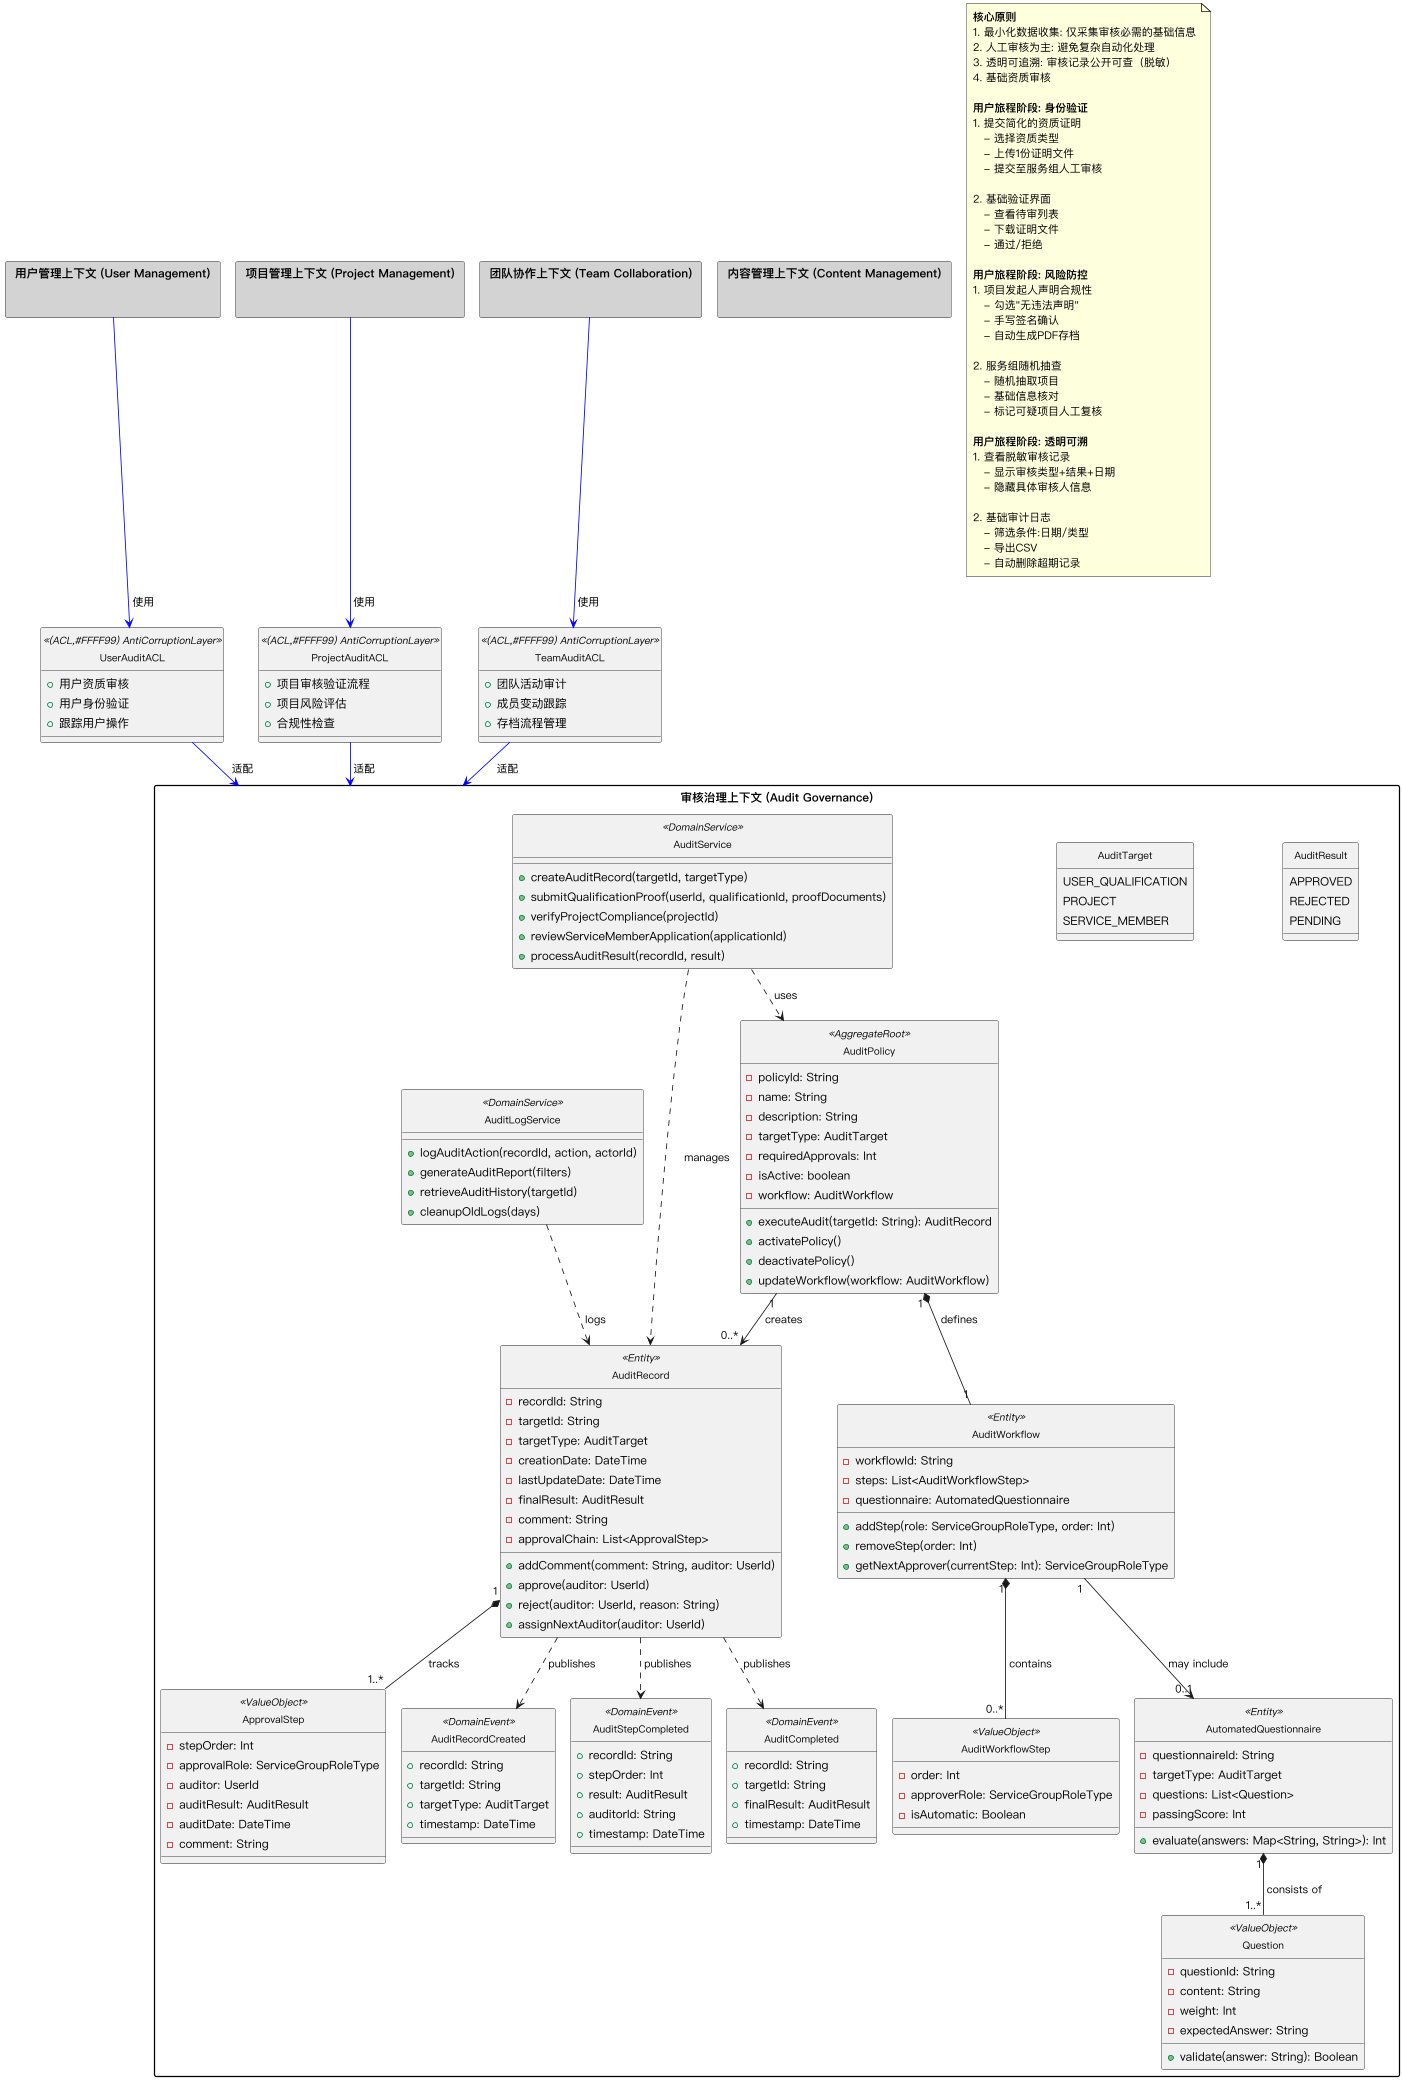 核心原则
1. 最小化数据收集: 仅采集审核必需的基础信息
2. 人工审核为主: 避免复杂自动化处理
3. 透明可追溯: 审核记录公开可查（脱敏）
4. 基础资质审核
用户旅程阶段: 身份验证
1. 提交简化的资质证明
– 选择资质类型
– 上传1份证明文件
– 提交至服务组人工审核
2. 基础验证界面
– 查看待审列表
– 下载证明文件
– 通过/拒绝
用户旅程阶段: 风险防控
1. 项目发起人声明合规性
– 勾选"无违法声明"
– 手写签名确认
– 自动生成PDF存档
2. 服务组随机抽查
– 随机抽取项目
– 基础信息核对
– 标记可疑项目人工复核
用户旅程阶段: 透明可溯
1. 查看脱敏审核记录
– 显示审核类型+结果+日期
– 隐藏具体审核人信息
2. 基础审计日志
– 筛选条件:日期/类型
– 导出CSV
– 自动删除超期记录
用户管理上下文 (User Management)
项目管理上下文 (Project Management)
团队协作上下文 (Team Collaboration)
内容管理上下文 (Content Management)
使用
使用
使用
«(ACL,#FFFF99) AntiCorruptionLayer»
UserAuditACL
用户资质审核
用户身份验证
跟踪用户操作
«(ACL,#FFFF99) AntiCorruptionLayer»
ProjectAuditACL
项目审核验证流程
项目风险评估
合规性检查
«(ACL,#FFFF99) AntiCorruptionLayer»
TeamAuditACL
团队活动审计
成员变动跟踪
存档流程管理
适配
适配
适配
审核治理上下文 (Audit Governance)
«DomainService»
AuditService
createAuditRecord(targetId, targetType)
submitQualificationProof(userId, qualificationId, proofDocuments)
verifyProjectCompliance(projectId)
reviewServiceMemberApplication(applicationId)
processAuditResult(recordId, result)
AuditTarget
USER_QUALIFICATION
PROJECT
SERVICE_MEMBER
AuditResult
APPROVED
REJECTED
PENDING
uses
manages
«AggregateRoot»
AuditPolicy
policyId: String
name: String
description: String
targetType: AuditTarget
requiredApprovals: Int
isActive: boolean
workflow: AuditWorkflow
executeAudit(targetId: String): AuditRecord
activatePolicy()
deactivatePolicy()
updateWorkflow(workflow: AuditWorkflow)
«DomainService»
AuditLogService
logAuditAction(recordId, action, actorId)
generateAuditReport(filters)
retrieveAuditHistory(targetId)
cleanupOldLogs(days)
logs
1
creates
0..*
1
defines
1
«Entity»
AuditRecord
recordId: String
targetId: String
targetType: AuditTarget
creationDate: DateTime
lastUpdateDate: DateTime
finalResult: AuditResult
comment: String
approvalChain: List<ApprovalStep>
addComment(comment: String, auditor: UserId)
approve(auditor: UserId)
reject(auditor: UserId, reason: String)
assignNextAuditor(auditor: UserId)
«Entity»
AuditWorkflow
workflowId: String
steps: List<AuditWorkflowStep>
questionnaire: AutomatedQuestionnaire
addStep(role: ServiceGroupRoleType, order: Int)
removeStep(order: Int)
getNextApprover(currentStep: Int): ServiceGroupRoleType
1
tracks
1..*
publishes
publishes
publishes
1
contains
0..*
1
may include
0..1
«ValueObject»
ApprovalStep
stepOrder: Int
approvalRole: ServiceGroupRoleType
auditor: UserId
auditResult: AuditResult
auditDate: DateTime
comment: String
«DomainEvent»
AuditRecordCreated
recordId: String
targetId: String
targetType: AuditTarget
timestamp: DateTime
«DomainEvent»
AuditStepCompleted
recordId: String
stepOrder: Int
result: AuditResult
auditorId: String
timestamp: DateTime
«DomainEvent»
AuditCompleted
recordId: String
targetId: String
finalResult: AuditResult
timestamp: DateTime
«ValueObject»
AuditWorkflowStep
order: Int
approverRole: ServiceGroupRoleType
isAutomatic: Boolean
«Entity»
AutomatedQuestionnaire
questionnaireId: String
targetType: AuditTarget
questions: List<Question>
passingScore: Int
evaluate(answers: Map<String, String>): Int
1
consists of
1..*
«ValueObject»
Question
questionId: String
content: String
weight: Int
expectedAnswer: String
validate(answer: String): Boolean